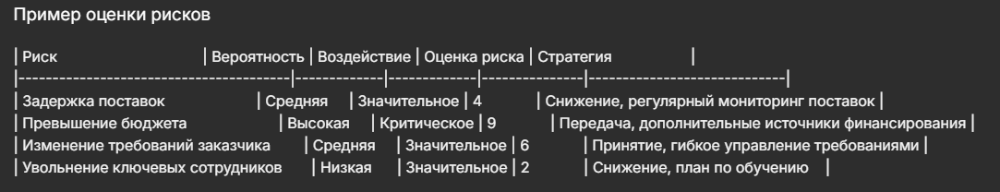 Пример оценки рисков
| Риск | Вероятность | Воздействие | Оценка риска | Стратегия |
|----------------------------------------|-------------|-------------|---------------|-----------------------------|
| Задержка поставок | Средняя | Значительное | 4 | Снижение, регулярный мониторинг поставок |
| Превышение бюджета | Высокая | Критическое | 9 | Передача, дополнительные источники финансирования |
| Изменение требований заказчика | Средняя | Значительное | 6 | Принятие, гибкое управление требованиями |
| Увольнение ключевых сотрудников | Низкая | Значительное | 2 | Снижение, план по обучению |